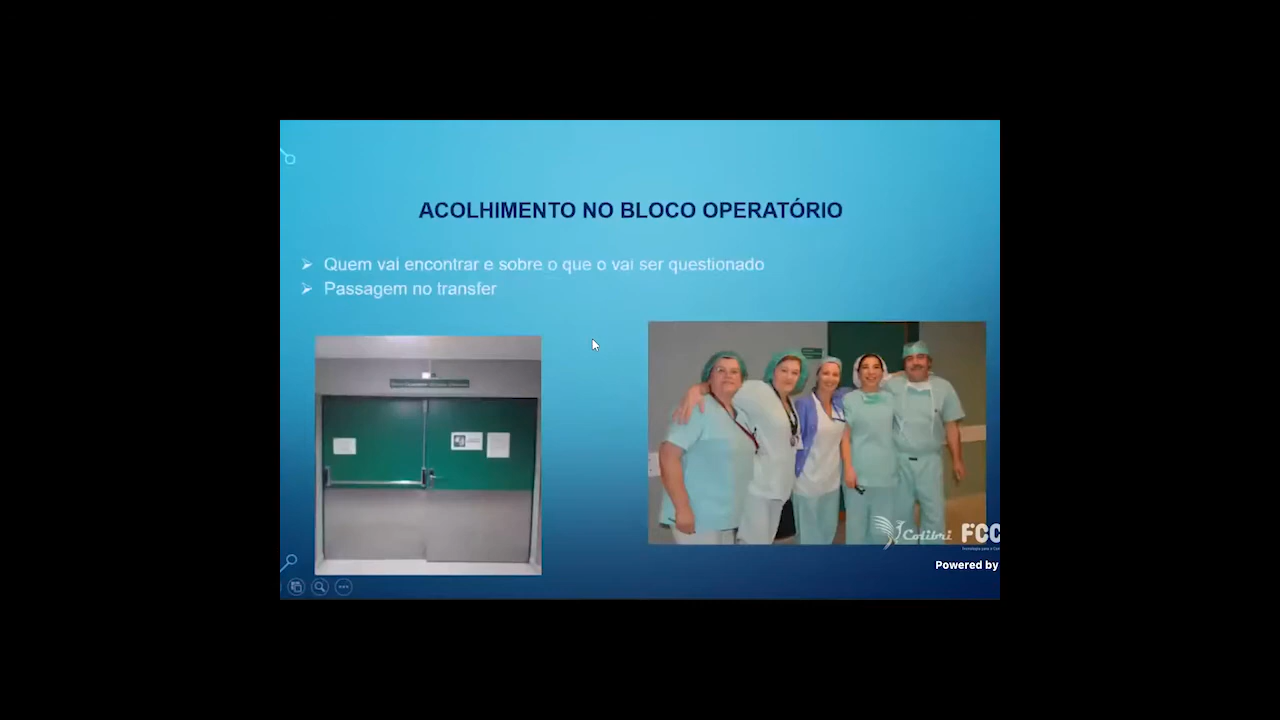 ACOLHIMENTO NO BLOCO OPERATÓRIO
Quem vai encontrar e sobre o que o vai ser questionado
Passagem no transfer
Colibri FCC
Powered by